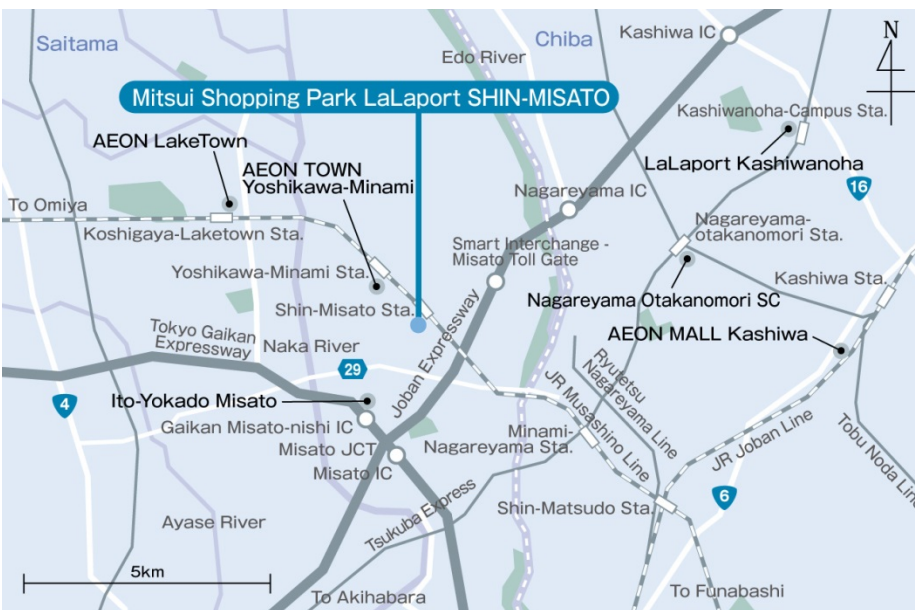 Saitama
Chiba
Kashiwa IC
N
4
Edo River
Mitsui Shopping Park LaLaport SHIN-MISATO
Kashiwanoha-Campus Sta.
AEON LakeTown
AEON TOWN
Yoshikawa-Minami
LaLaport Kashiwanoha
16
Nagareyama IC
To Omiya
Koshigaya-Laketown Sta.
Nagareyama-
otakanomori Sta.
Smart Interchange -
Misato Toll Gate
Yoshikawa-Minami Sta.
Kashiwa Sta.
Shin-Misato Sta.
Nagareyama Otakanomori SC
Tokyo Gaikan
Expressway
Naka River
Joban Expressway
AEON MALL Kashiwa
29
Ryutetsu
Nagareyama Line
JR Musashino Line
4
Ito-Yokado Misato
Gaikan Misato-nishi IC
Misato JCT
Misato IC
Minami-
Nagareyama Sta.
JR Joban Line
Tobu Noda Line
6
Ayase River
Tsukuba Express
Shin-Matsudo Sta.
5km
To Akihabara
To Funabashi